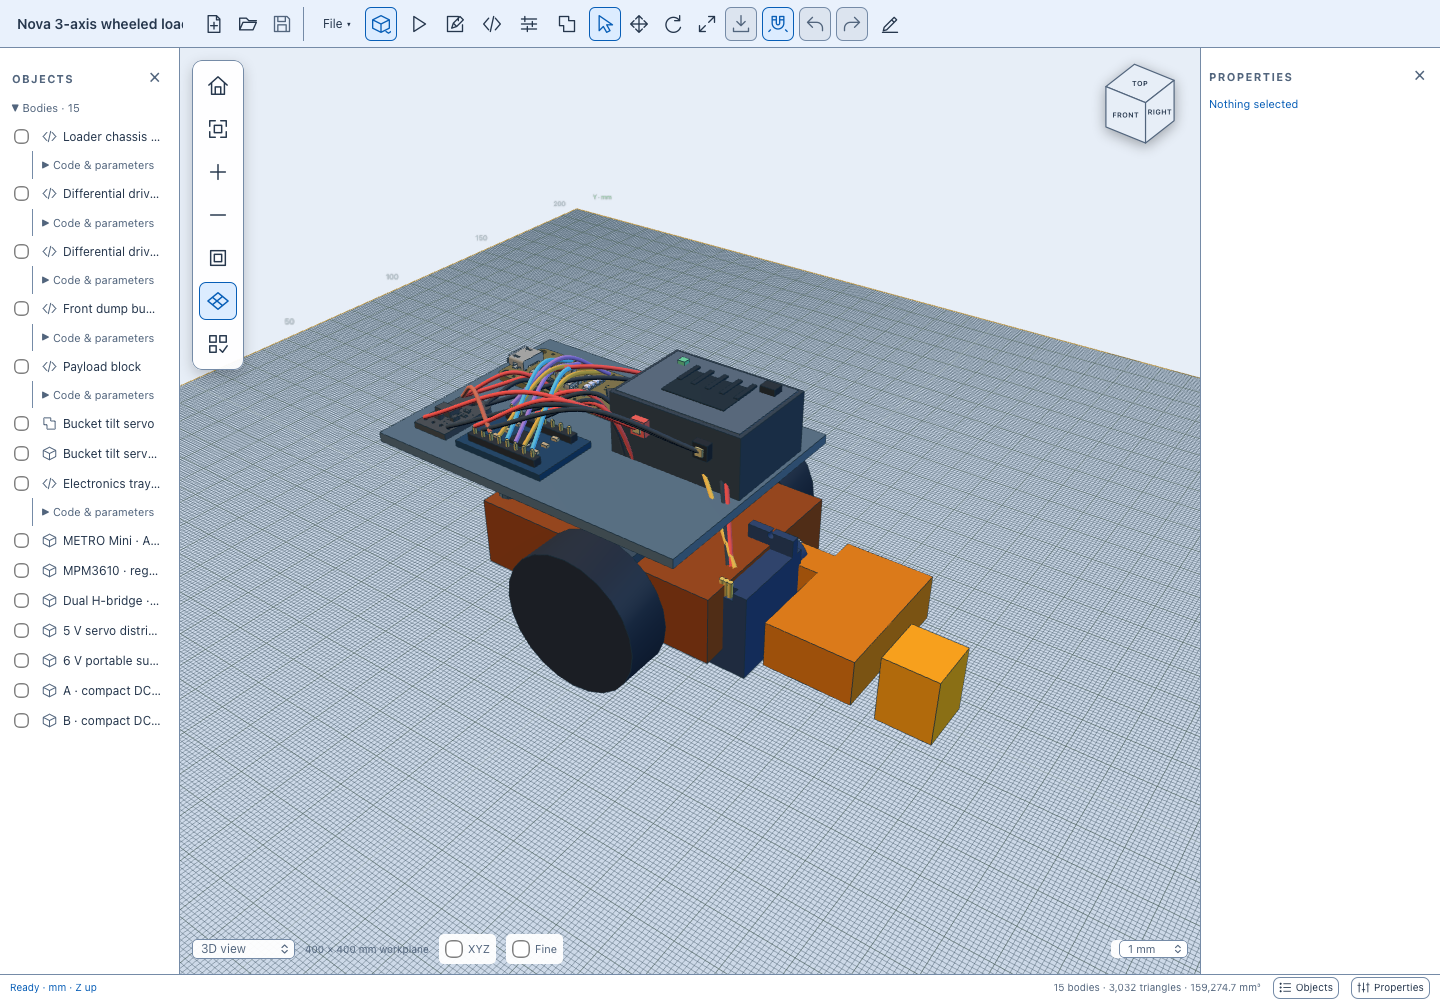 Nova 3-axis wheeled loa
File
OBJECTS
Bodies · 15
Loader chassis ...
Code & parameters
Differential driv...
Code & parameters
Differential driv...
Code & parameters
Front dump bu...
Code & parameters
Payload block
Code & parameters
Bucket tilt servo
Bucket tilt serv...
Electronics tray...
Code & parameters
METRO Mini · A...
MPM3610 · reg...
Dual H-bridge ·...
5 V servo distri...
6 V portable su...
A · compact DC...
B · compact DC...
200
Y · mm
150
100
50
TOP
FRONT
RIGHT
PROPERTIES
Nothing selected
3D view
400 × 400 mm workplane
XYZ
Fine
1 mm
Ready · mm · Z up
15 bodies · 3,032 triangles · 159,274.7 mm³
Objects
Properties